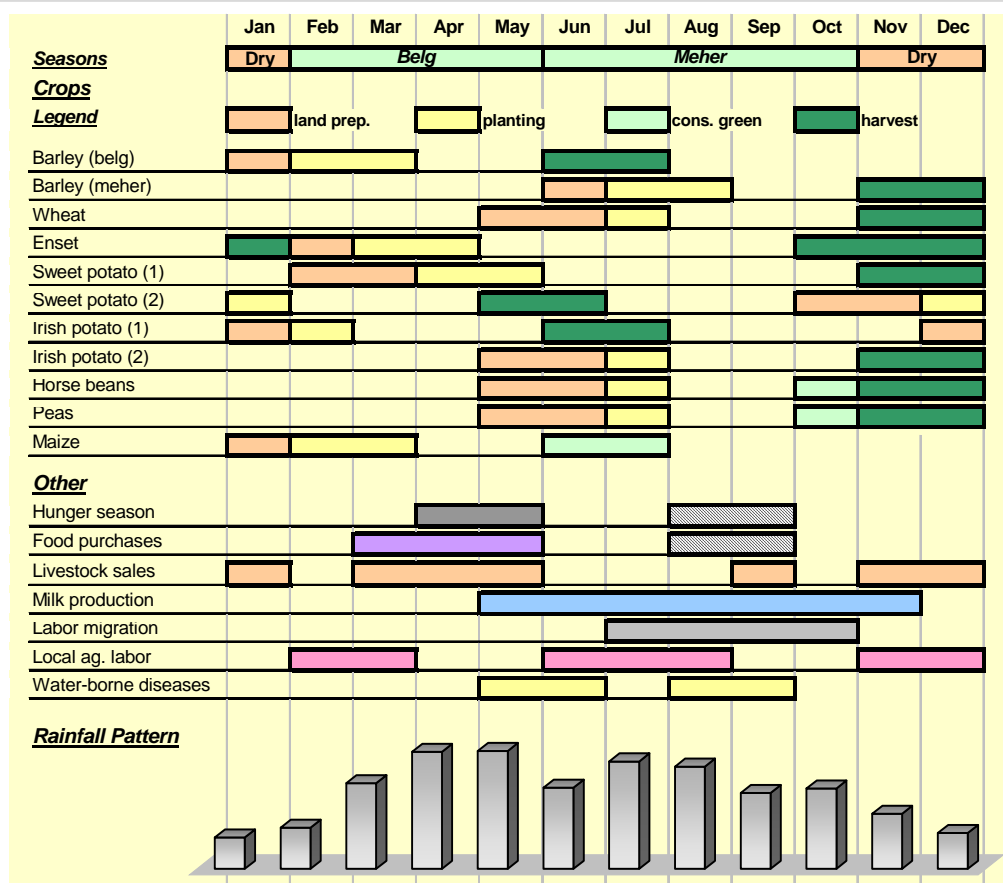 Jan Feb Mar Apr May Jun Jul Aug Sep Oct Nov Dec
Seasons Dry Belg Meher Dry
Crops
Legend land prep. planting cons. green harvest
Barley (belg)
Barley (meher)
Wheat
Enset
Sweet potato (1)
Sweet potato (2)
Irish potato (1)
Irish potato (2)
Horse beans
Peas
Maize
Other
Hunger season
Food purchases
Livestock sales
Milk production
Labor migration
Local ag. labor
Water-borne diseases
Rainfall Pattern